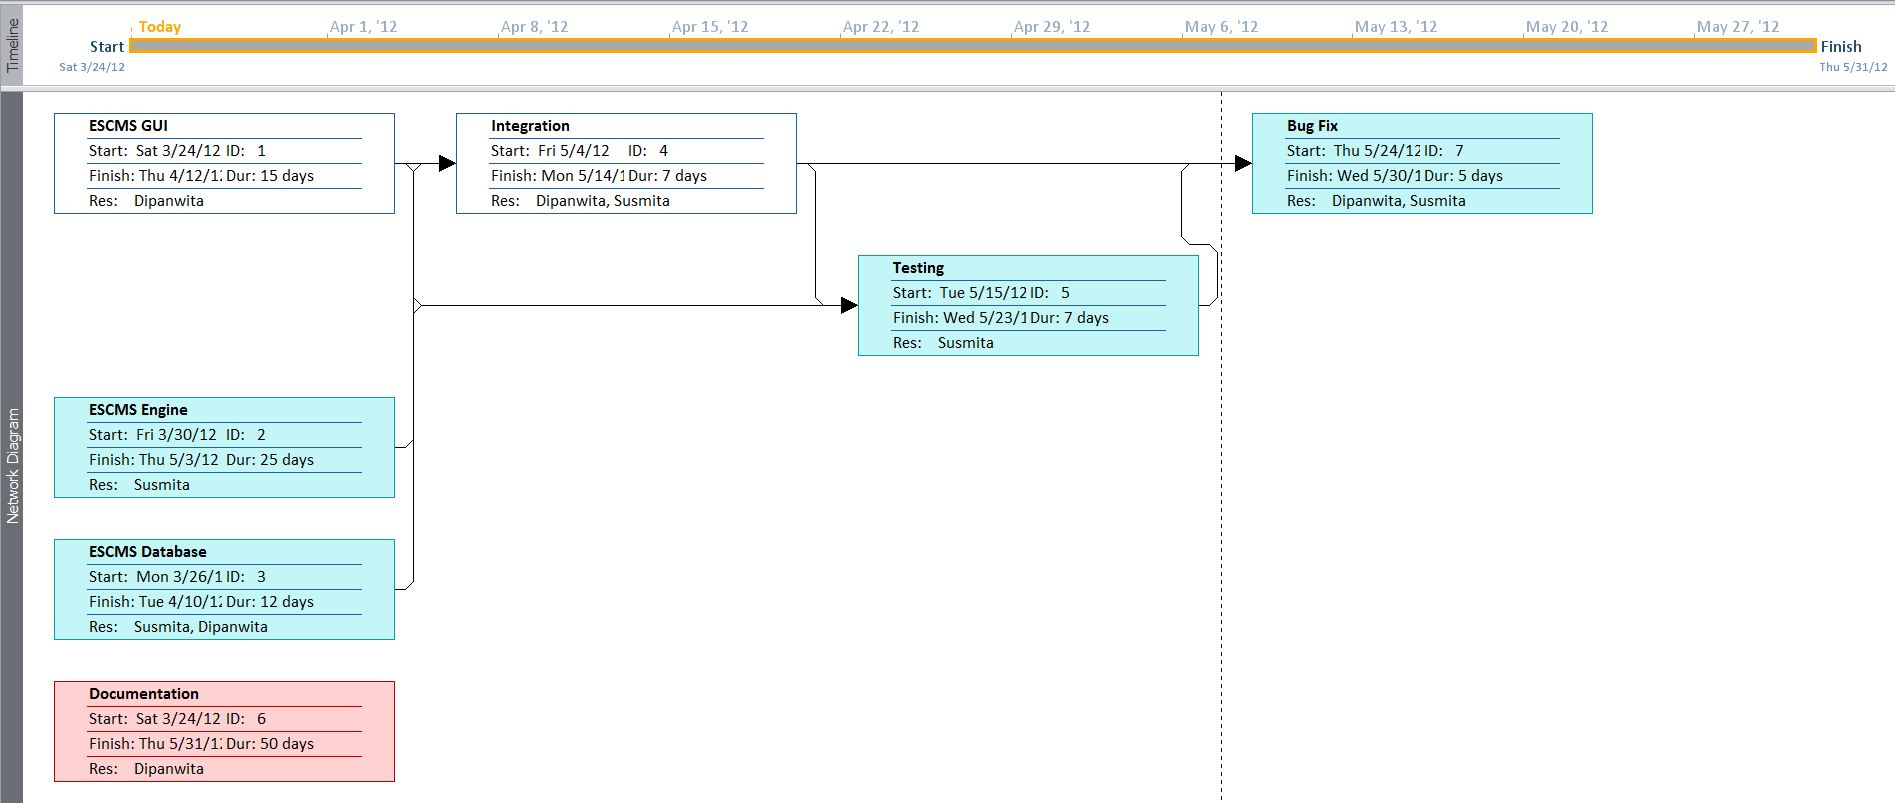 Timeline
Today
Apr 1, '12
Apr 8, '12
Apr 15, '12
Apr 22, '12
Apr 29, '12
May 6, '12
May 13, '12
May 20, '12
May 27, '12
Start
Sat 3/24/12
Finish
Thu 5/31/12
Network Diagram
ESCMS GUI
Start: Sat 3/24/12 ID: 1
Finish: Thu 4/12/12 Dur: 15 days
Res: Dipanwita
Integration
Start: Fri 5/4/12 ID: 4
Finish: Mon 5/14/1 Dur: 7 days
Res: Dipanwita, Susmita
Bug Fix
Start: Thu 5/24/12 ID: 7
Finish: Wed 5/30/1 Dur: 5 days
Res: Dipanwita, Susmita
Testing
Start: Tue 5/15/12 ID: 5
Finish: Wed 5/23/1 Dur: 7 days
Res: Susmita
ESCMS Engine
Start: Fri 3/30/12 ID: 2
Finish: Thu 5/3/12 Dur: 25 days
Res: Susmita
ESCMS Database
Start: Mon 3/26/1 ID: 3
Finish: Tue 4/10/12 Dur: 12 days
Res: Susmita, Dipanwita
Documentation
Start: Sat 3/24/12 ID: 6
Finish: Thu 5/31/12 Dur: 50 days
Res: Dipanwita